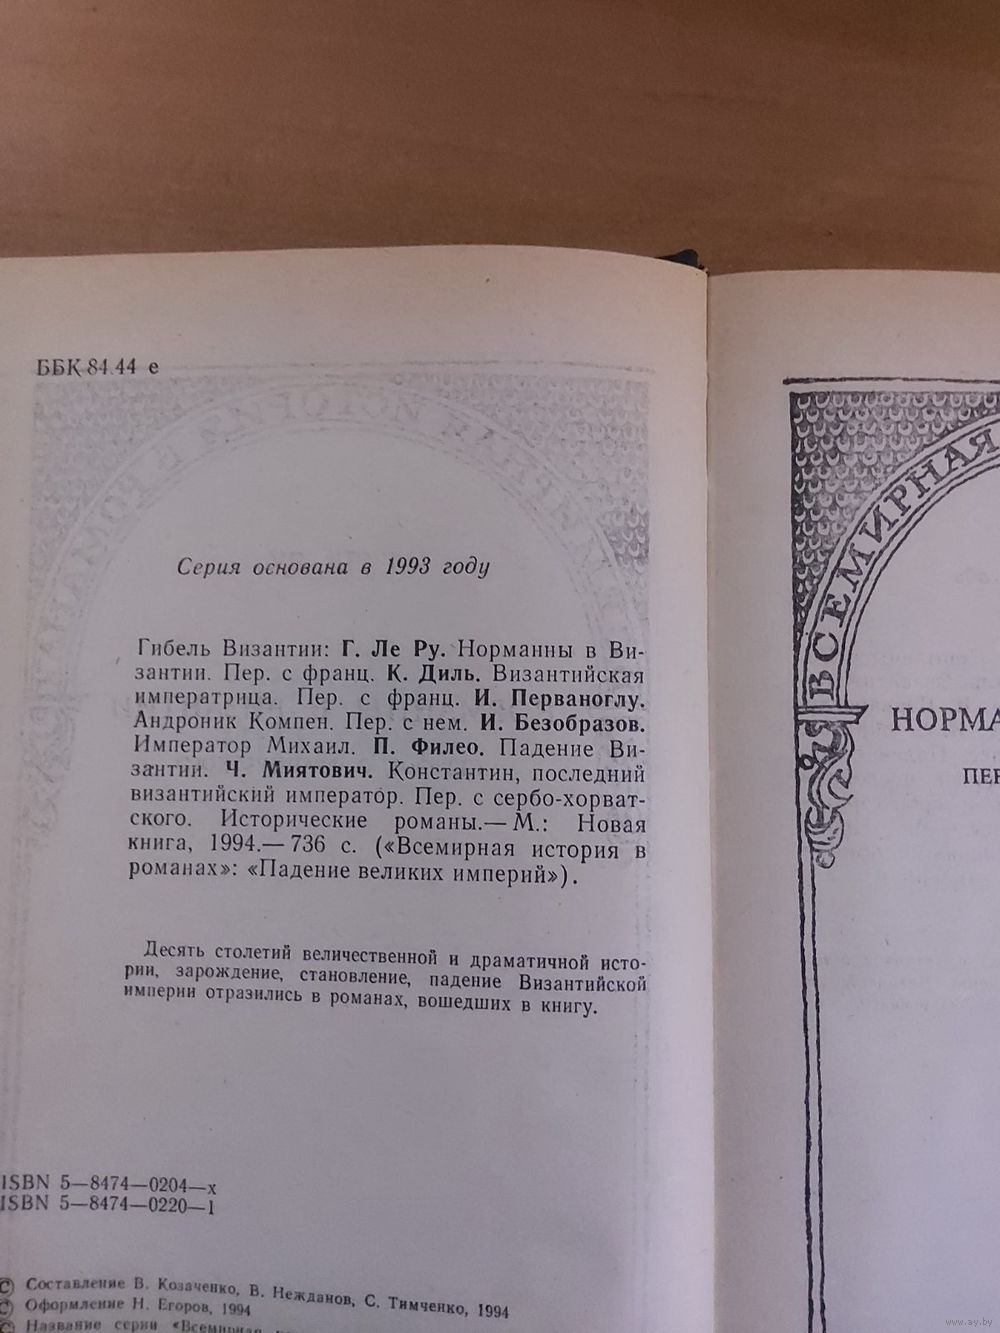 ББК 84.44 е
Серия основана в 1993 году
Гибель Византии: Г. Ле Ру. Норманны в Ви-
зантии. Пер. с франц. К. Диль. Византийская
императрица. Пер. с франц. И. Перваноглу.
Андроник Компен. Пер. с нем. И. Безобразов.
Император Михаил. П. Филео. Падение Ви-
зантии. Ч. Миятович. Константин, последний
византийский император. Пер. с сербо-хорват-
ского. Исторические романы.— М.: Новая
книга, 1994.— 736 с. («Всемирная история в
романах»: «Падение великих империй»).
Десять столетий величественной и драматичной исто-
рии, зарождение, становление, падение Византийской
империи отразились в романах, вошедших в книгу.
ISBN 5—8474—0204—х
ISBN 5—8474—0220—1
© Составление В. Козаченко, В. Нежданов, С. Тимченко, 1994
© Оформление Н. Егоров, 1994
© Название серии
ВСЕМИРНАЯ
НОРМА
ПЕР
www.ay.by